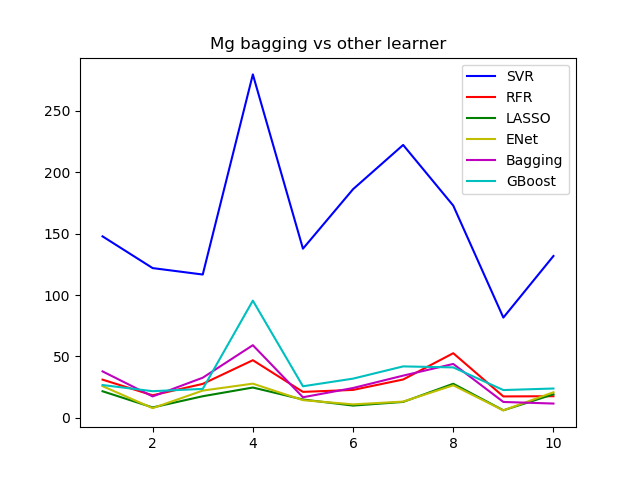 Mg bagging vs other learner
SVR
RFR
LASSO
ENet
Bagging
GBoost
250
200
150
100
50
0
2 4 6 8 10